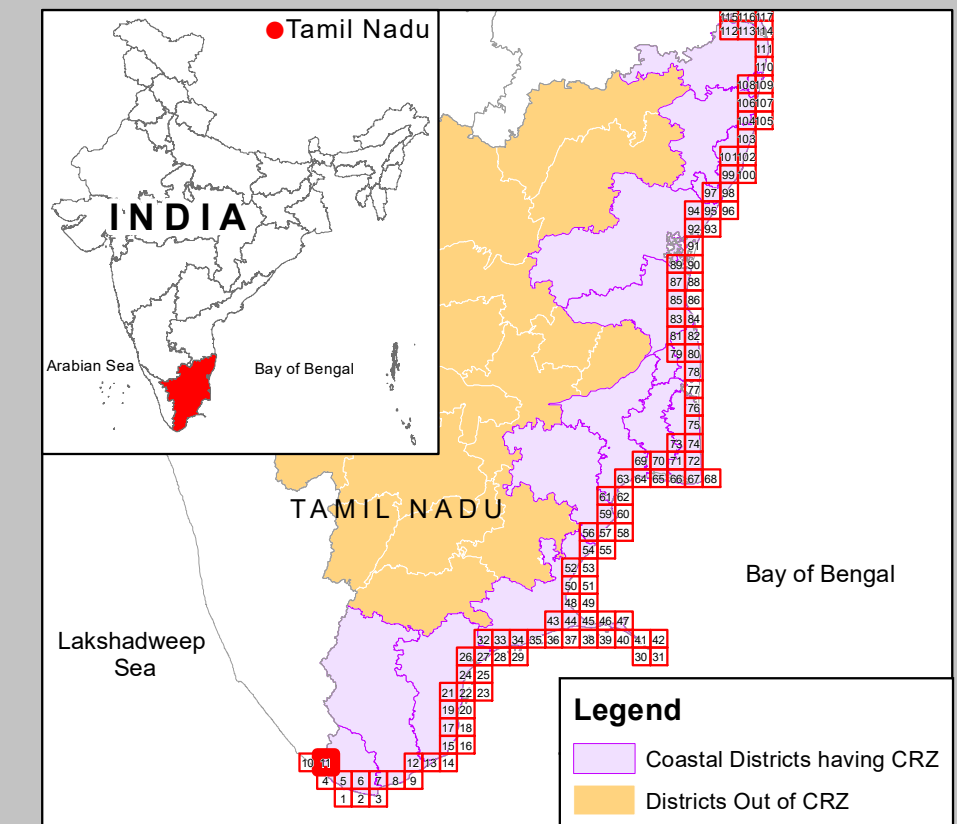 Tamil Nadu
INDIA
Arabian Sea
Bay of Bengal
115 116 117
112 113 114
111
110
108 109
106 107
104 105
103
101 102
99 100
97 98
94 95 96
92 93
91
89 90
87 88
85 86
83 84
81 82
79 80
78
77
76
75
73 74
69 70 71 72
63 64 65 66 67 68
61 62
TAMIL NADU
59 60
56 57 58
54 55
52 53
Bay of Bengal
50 51
48 49
43 44 45 46 47
Lakshadweep
Sea
32 33 34 35 36 37 38 39 40 41 42
26 27 28 29 30 31
24 25
21 22 23
19 20
17 18
15 16
10 11 12 13 14
4 5 6 7 8 9
1 2 3
Legend
Coastal Districts having CRZ
Districts Out of CRZ